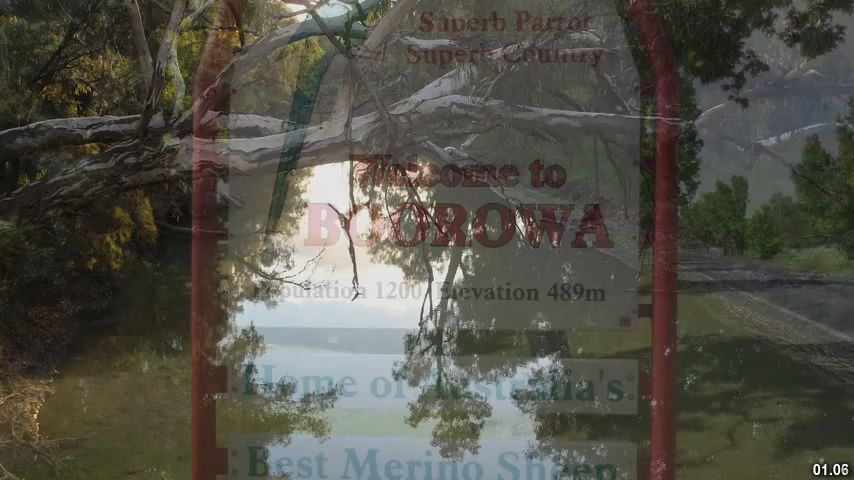 Superb Parrot
Superb Country
Welcome to
BOOROWA
Population 1200 Elevation 489m
Home of Australia's
Best Merino Sheep
01.06